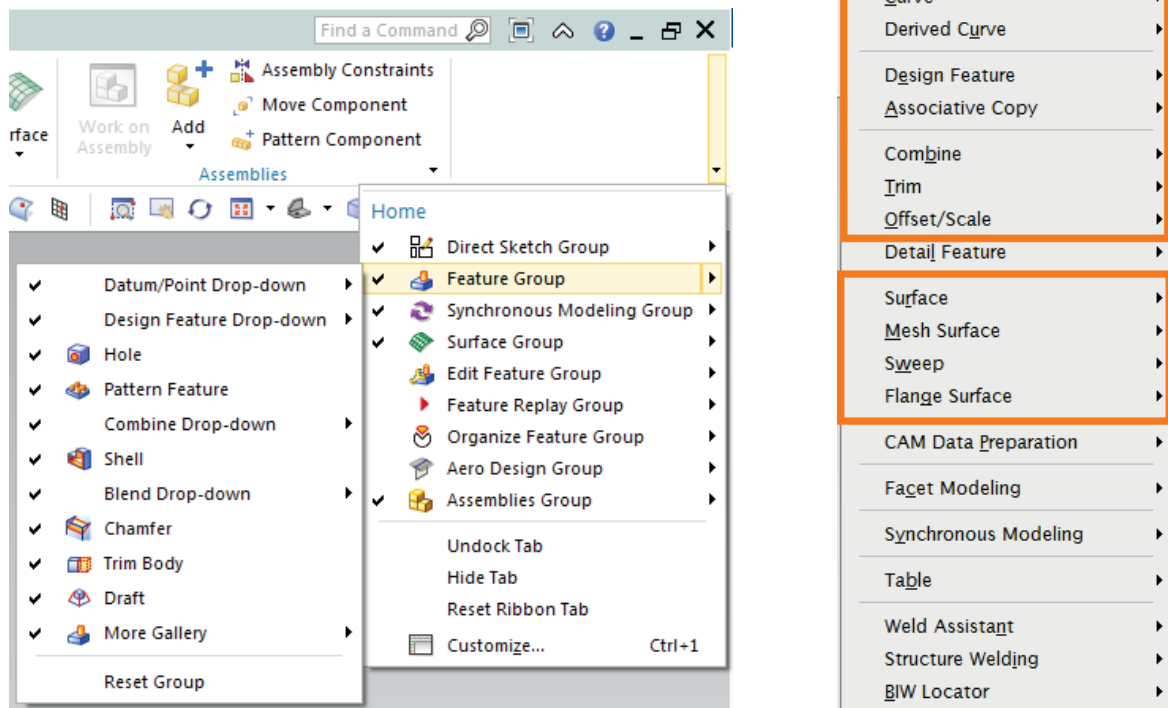 Find a Command
Assembly Constraints
Move Component
Pattern Component
rface
Work on
Assembly
Add
Assemblies
Home
Direct Sketch Group
Feature Group
Synchronous Modeling Group
Surface Group
Edit Feature Group
Feature Replay Group
Organize Feature Group
Aero Design Group
Assemblies Group
Undock Tab
Hide Tab
Reset Ribbon Tab
Customize... Ctrl+1
Datum/Point Drop-down
Design Feature Drop-down
Hole
Pattern Feature
Combine Drop-down
Shell
Blend Drop-down
Chamfer
Trim Body
Draft
More Gallery
Reset Group
Curve
Derived Curve
Design Feature
Associative Copy
Combine
Trim
Offset/Scale
Detail Feature
Surface
Mesh Surface
Sweep
Flange Surface
CAM Data Preparation
Facet Modeling
Synchronous Modeling
Table
Weld Assistant
Structure Welding
BIW Locator